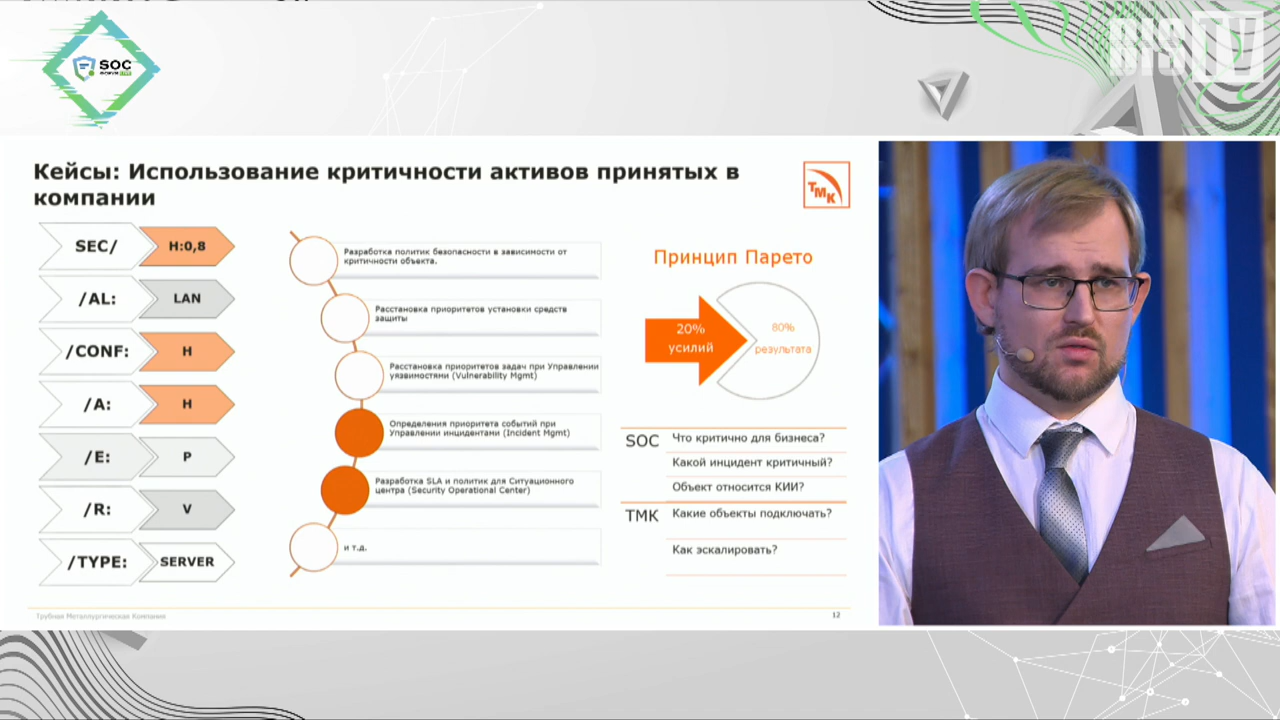 SOC
ФОРУМ LIVE
BIS TV
Кейсы: Использование критичности активов принятых в
компании
ТМК
SEC/
H:0,8
/AL:
LAN
/CONF:
H
/A:
H
/E:
P
/R:
V
/TYPE:
SERVER
Разработка политик безопасности в зависимости от
критичности объекта.
Расстановка приоритетов установки средств
защиты
Расстановка приоритетов задач при Управлении
уязвимостями (Vulnerability Mgmt)
Определения приоритета событий при
Управлении инцидентами (Incident Mgmt)
Разработка SLA и политик для Ситуационного
центра (Security Operational Center)
и т.д.
Принцип Парето
20%
усилий
80%
результата
SOC
Что критично для бизнеса?
Какой инцидент критичный?
Объект относится КИИ?
ТМК
Какие объекты подключать?
Как эскалировать?
Трубная Металлургическая Компания
12